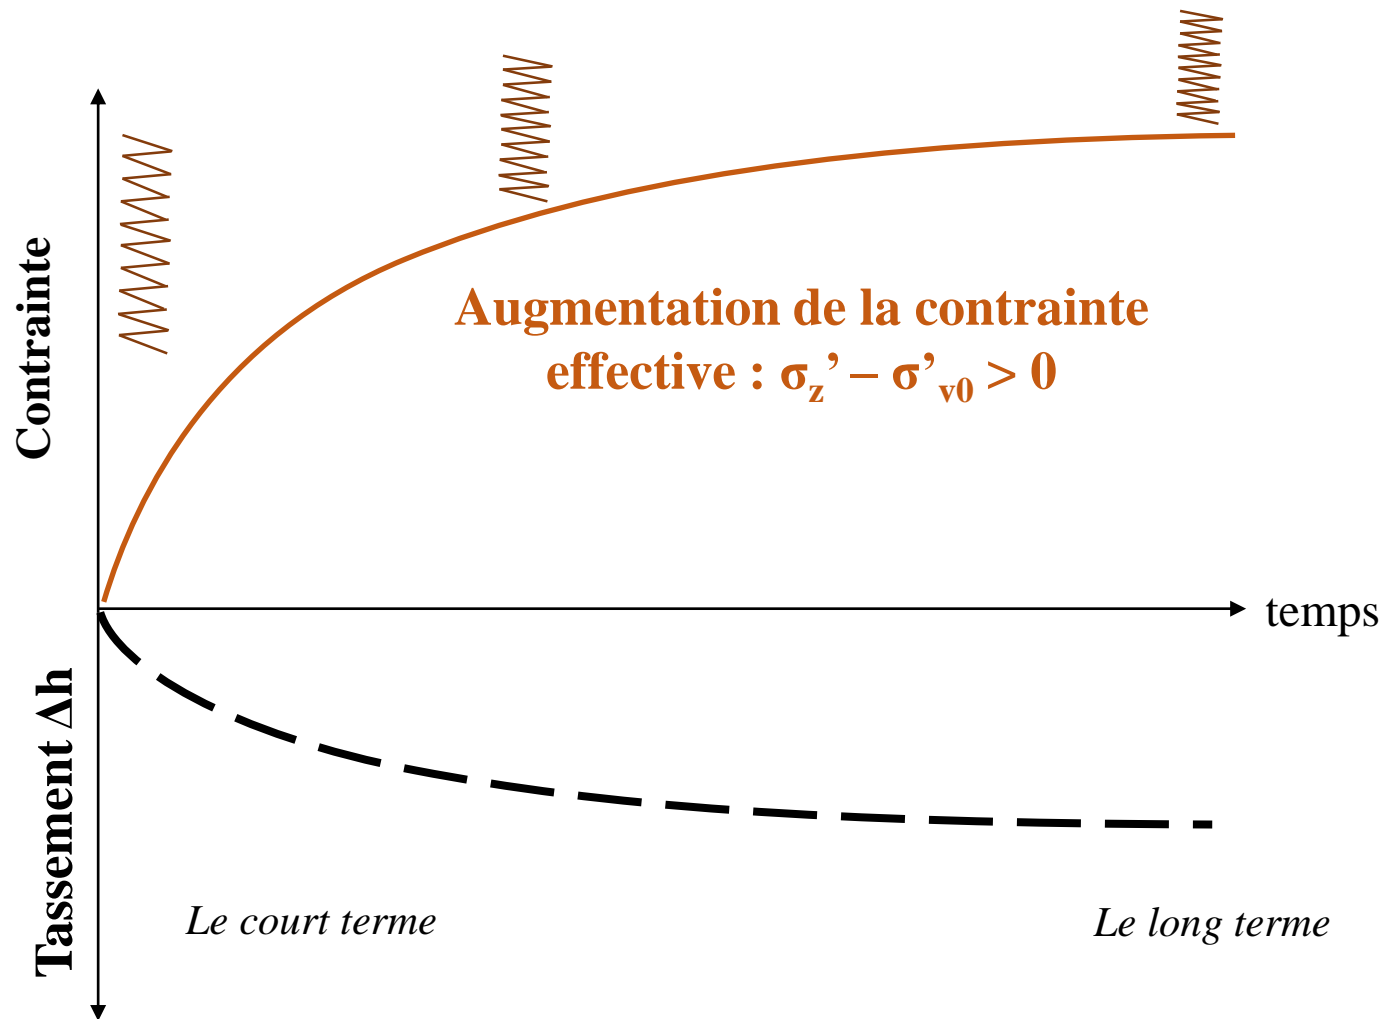 Contrainte
Augmentation de la contrainte
effective : σz’ – σ’v0 > 0
temps
Tassement Δh
Le court terme
Le long terme